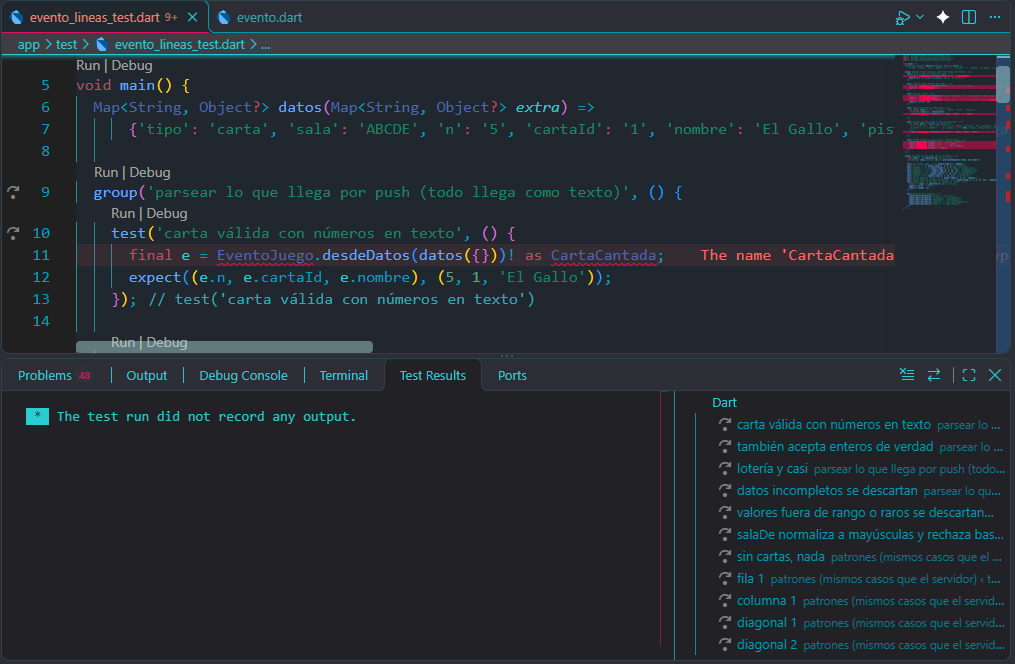 evento_lineas_test.dart 9+
evento.dart
app > test > evento_lineas_test.dart > ...
Run | Debug
5 void main() {
6 Map<String, Object?> datos(Map<String, Object?> extra) =>
7 {'tipo': 'carta', 'sala': 'ABCDE', 'n': '5', 'cartaId': '1', 'nombre': 'El Gallo', 'pis
8
Run | Debug
9 group('parsear lo que llega por push (todo llega como texto)', () {
Run | Debug
10 test('carta válida con números en texto', () {
11 final e = EventoJuego.desdeDatos(datos({}))! as CartaCantada; The name 'CartaCantada
12 expect((e.n, e.cartaId, e.nombre), (5, 1, 'El Gallo'));
13 }); // test('carta válida con números en texto')
14
Run | Debug
Problems 48
Output
Debug Console
Terminal
Test Results
Ports
* The test run did not record any output.
Dart
carta válida con números en texto parsear lo ...
también acepta enteros de verdad parsear lo ...
lotería y casi parsear lo que llega por push (todo...
datos incompletos se descartan parsear lo qu...
valores fuera de rango o raros se descartan...
salaDe normaliza a mayúsculas y rechaza bas...
sin cartas, nada patrones (mismos casos que el ...
fila 1 patrones (mismos casos que el servidor) ‹ t...
columna 1 patrones (mismos casos que el servid...
diagonal 1 patrones (mismos casos que el servid...
diagonal 2 patrones (mismos casos que el servid...